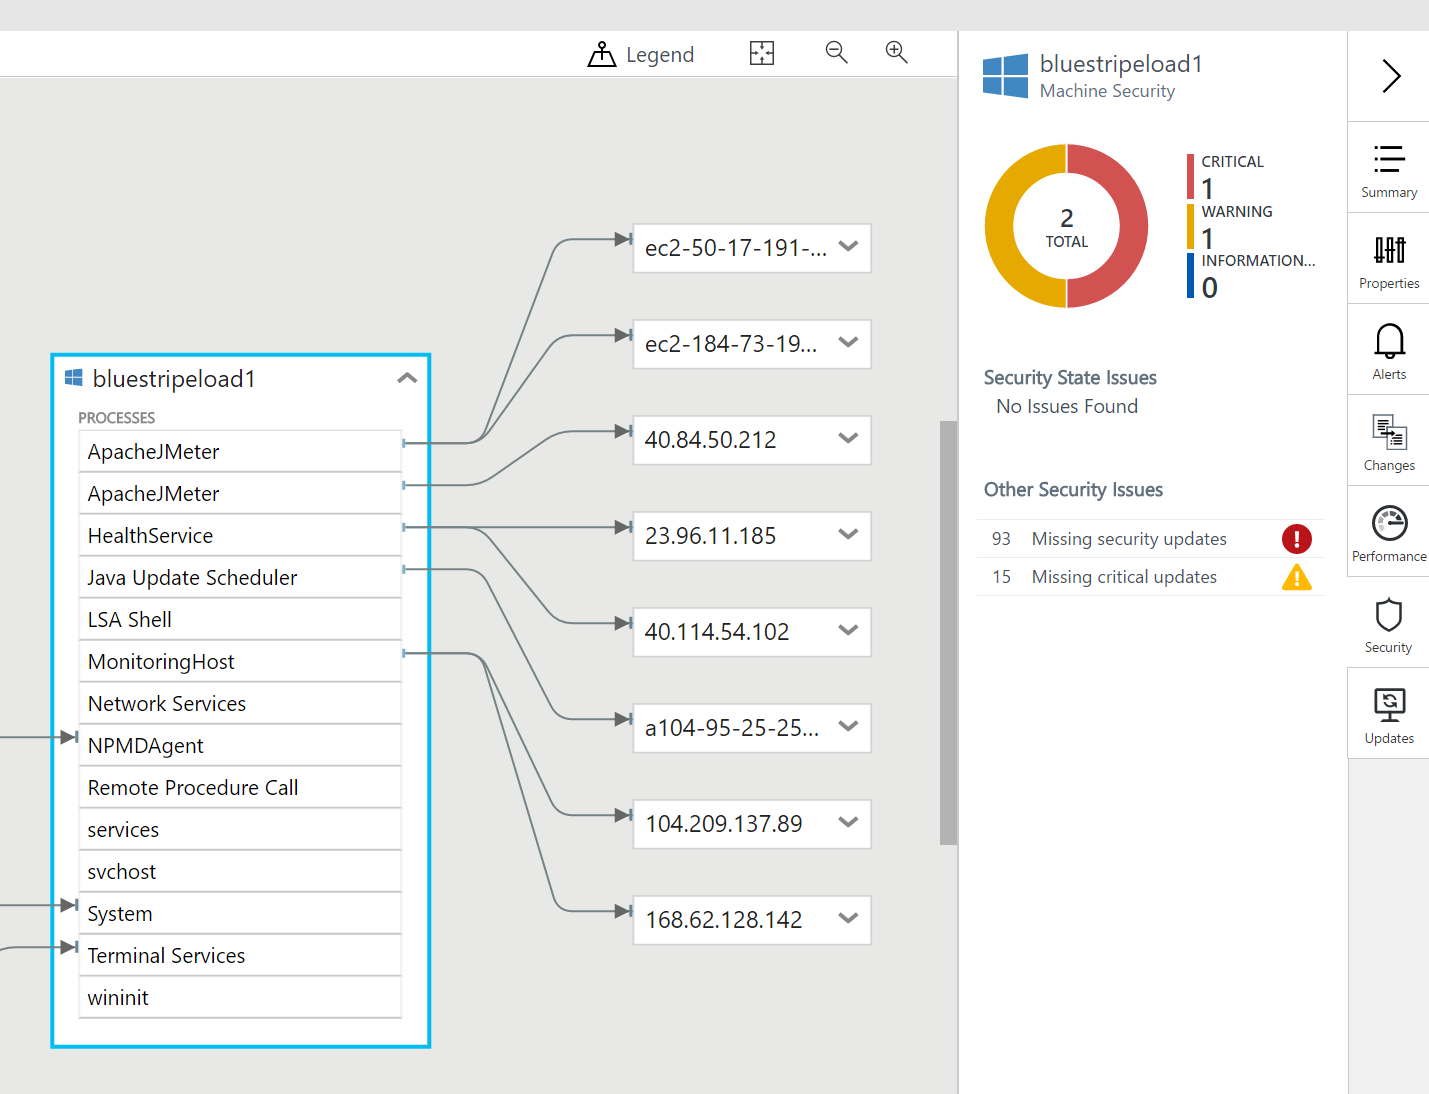 Legend
bluestripeload1
Machine Security
2
TOTAL
CRITICAL
1
WARNING
1
INFORMATION...
0
Security State Issues
No Issues Found
Other Security Issues
93 Missing security updates
15 Missing critical updates
Summary
Properties
Alerts
Changes
Performance
Security
Updates
bluestripeload1
PROCESSES
ApacheJMeter
ApacheJMeter
HealthService
Java Update Scheduler
LSA Shell
MonitoringHost
Network Services
NPMDAgent
Remote Procedure Call
services
svchost
System
Terminal Services
wininit
ec2-50-17-191-...
ec2-184-73-19...
40.84.50.212
23.96.11.185
40.114.54.102
a104-95-25-25...
104.209.137.89
168.62.128.142